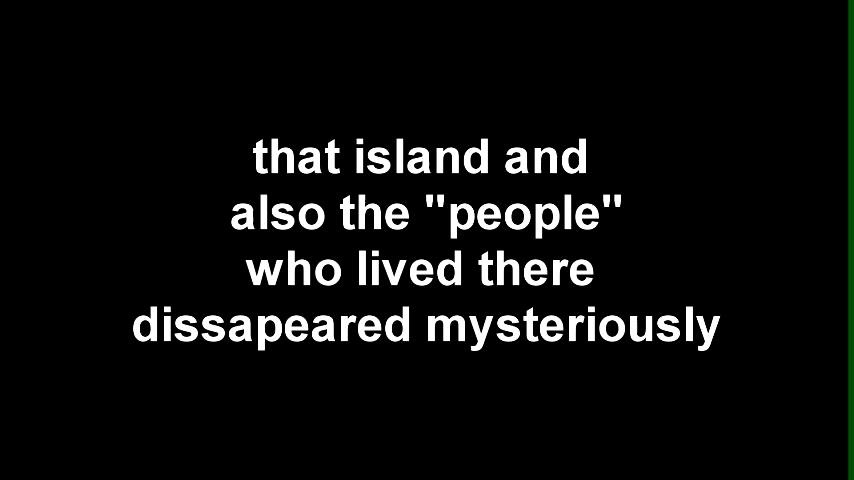 that island and
also the "people"
who lived there
dissapeared mysteriously